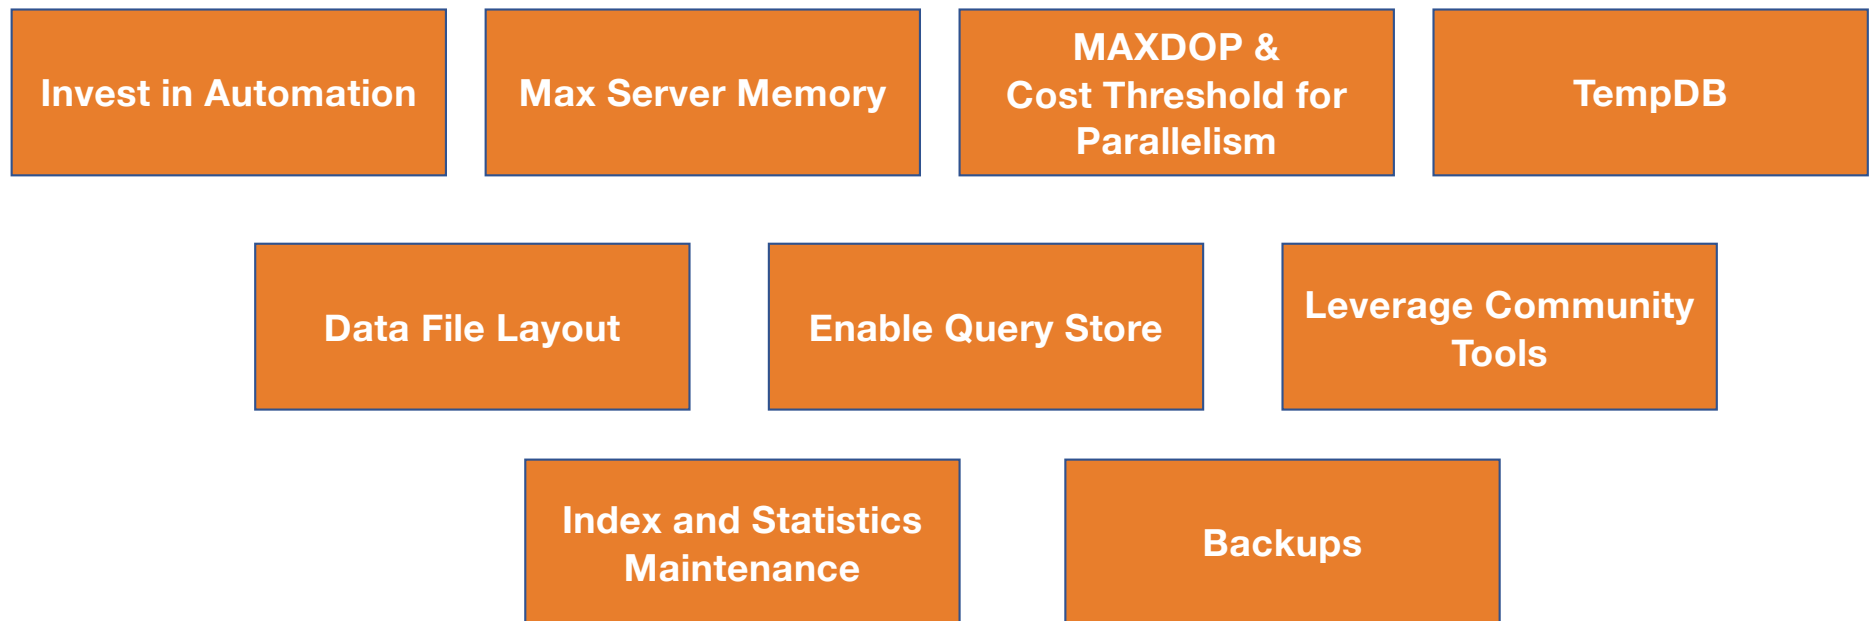 Invest in Automation
Max Server Memory
MAXDOP &
Cost Threshold for
Parallelism
TempDB
Data File Layout
Enable Query Store
Leverage Community
Tools
Index and Statistics
Maintenance
Backups